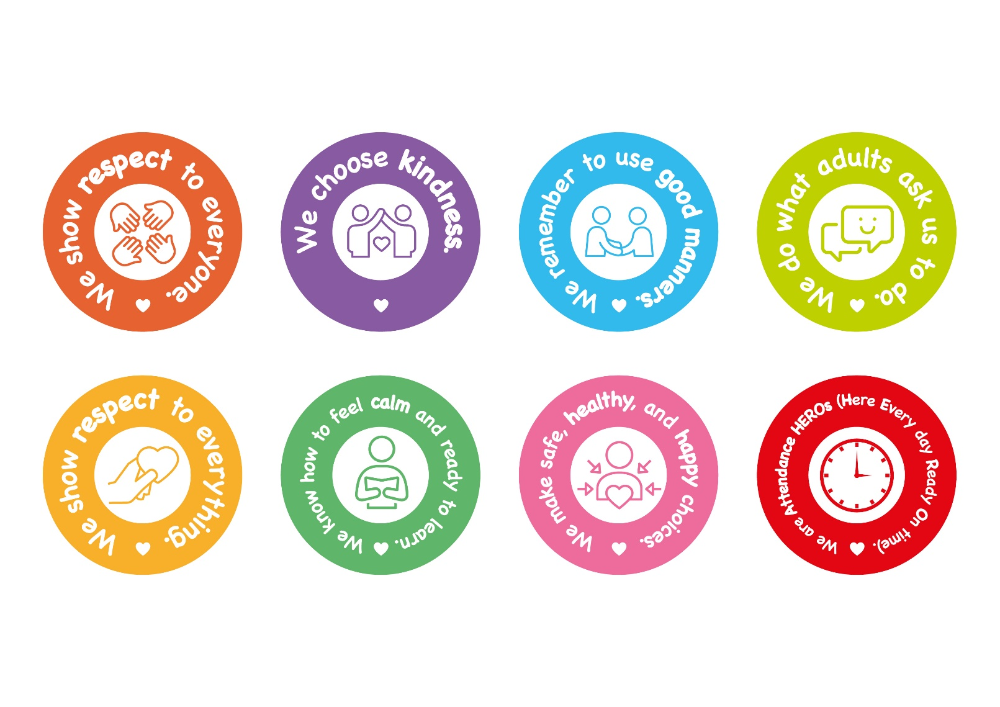 We show respect to everyone.
We choose kindness.
We remember to use good manners.
We do what adults ask us to do.
We show respect to everything.
We know how to feel calm and ready to learn.
We make safe, healthy, and happy choices.
We are Attendance HEROs (Here Every day Ready On time).